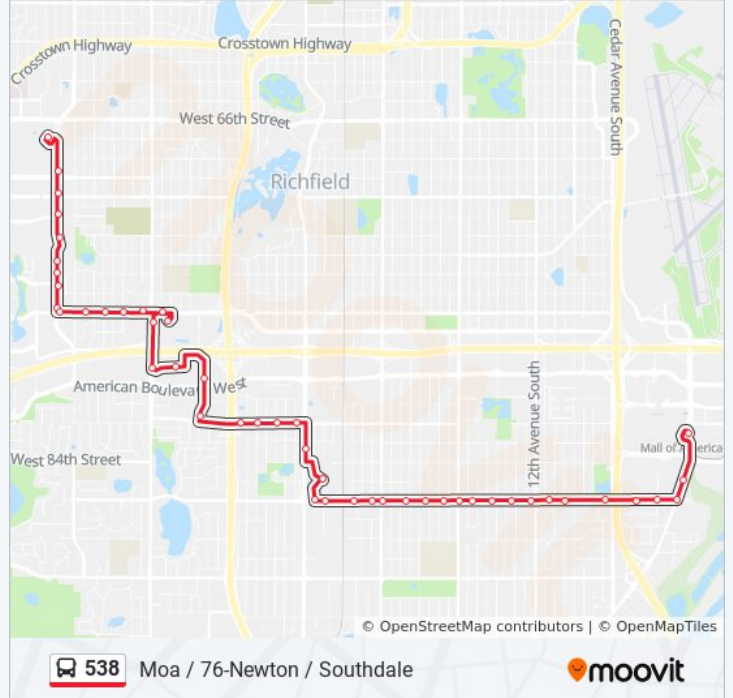 Crosstown Highway
Crosstown Highway
Cedar Avenue South
West 66th Street
Richfield
American Boulevard West
12th Avenue South
Mall of America
West 84th Street
© OpenStreetMap contributors | © OpenMapTiles
538 Moa / 76-Newton / Southdale
moovit